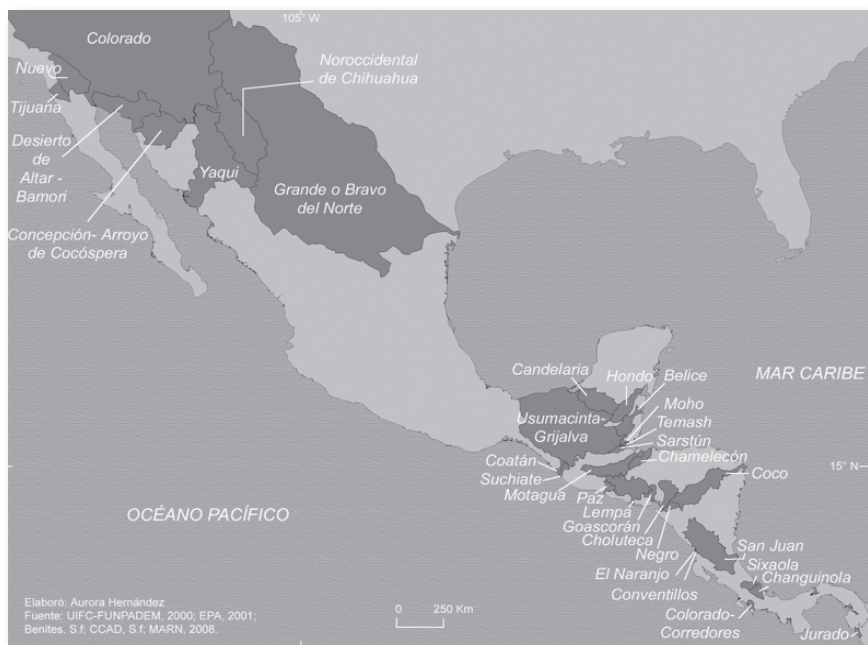 105° W
Colorado
Noroccidental
de Chihuahua
Nuevo
Tijuana
Desierto
de
Altar -
Bamori
Yaqui
Grande o Bravo
del Norte
Concepción- Arroyo
de Cocóspera
MAR CARIBE
Candelaria
Hondo
Belice
Moho
Usumacinta-
Grijalva
Temash
Sarstún
Chamelecón
Coatán
15° N
Coco
Suchiate
Motagua
Paz
Lempa
Goascorán
Choluteca
OCÉANO PACÍFICO
Negro
San Juan
Sixaola
El Naranjo
Changuinola
Conventillos
Colorado-
Corredores
Jurado
Elaboró: Aurora Hernández
Fuente: UIFC-FUNPADEM, 2000; EPA, 2001;
Benites, S.f; CCAD, S.f; MARN, 2008.
0 250 Km